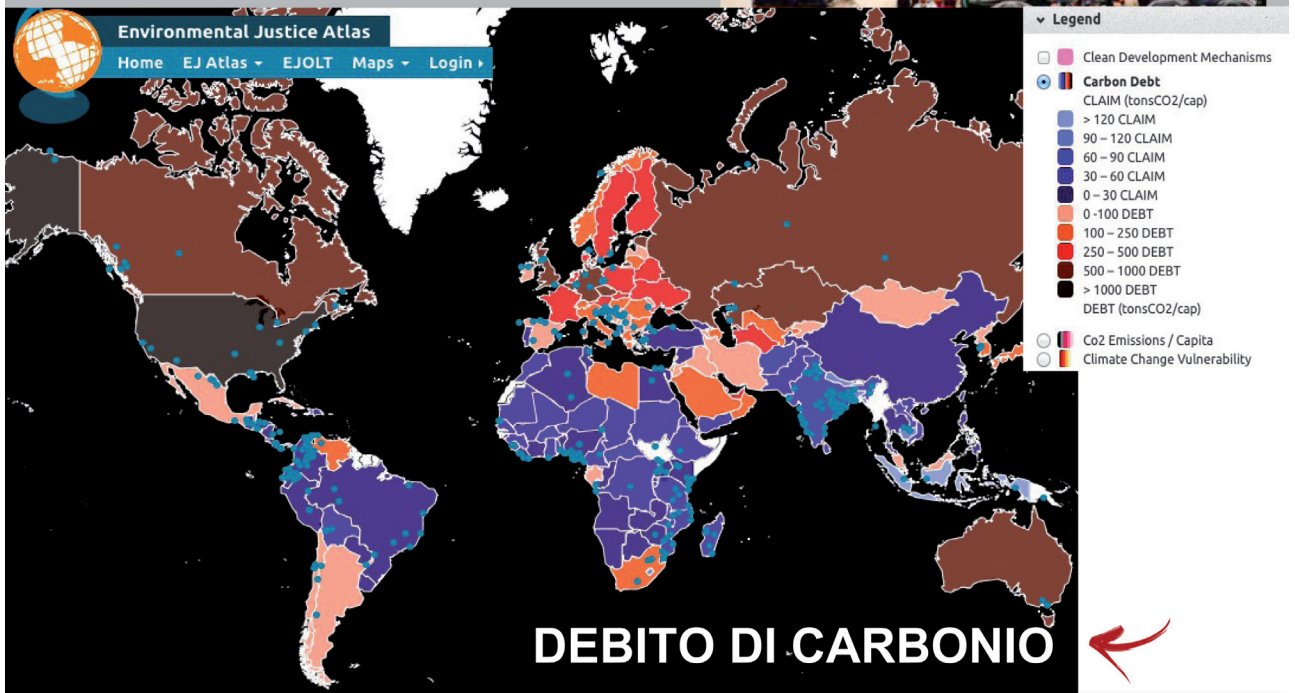 Environmental Justice Atlas
Home EJ Atlas EJOLT Maps Login
Legend
Clean Development Mechanisms
Carbon Debt
CLAIM (tonsCO2/cap)
> 120 CLAIM
90 – 120 CLAIM
60 – 90 CLAIM
30 – 60 CLAIM
0 – 30 CLAIM
0 -100 DEBT
100 – 250 DEBT
250 – 500 DEBT
500 – 1000 DEBT
> 1000 DEBT
DEBT (tonsCO2/cap)
Co2 Emissions / Capita
Climate Change Vulnerability
DEBITO DI CARBONIO